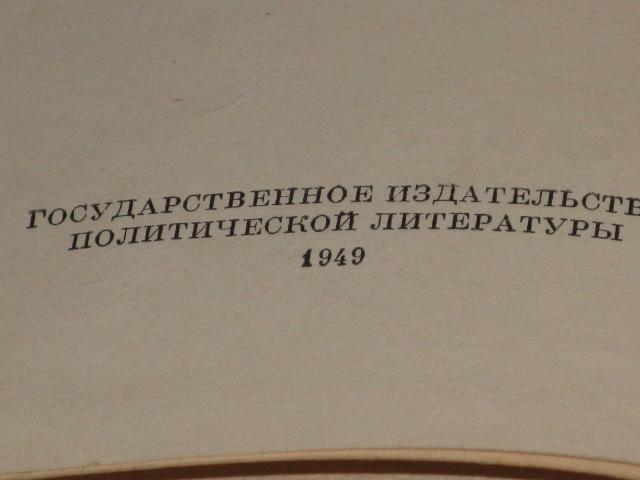 ГОСУДАРСТВЕННОЕ ИЗДАТЕЛЬСТВ
ПОЛИТИЧЕСКОЙ ЛИТЕРАТУРЫ
1949